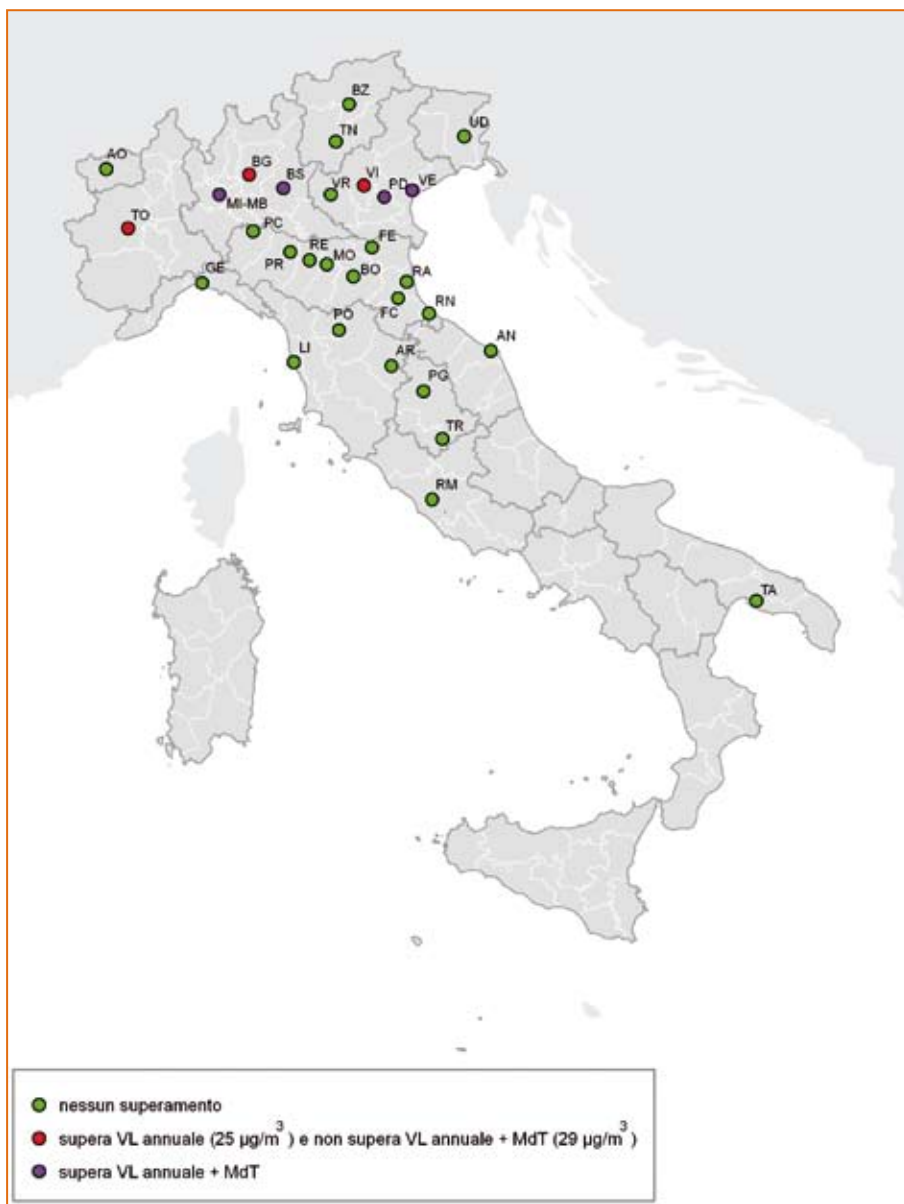 BZ
UD
TN
AO
BG
VI
BS
VR
PD
VE
MI-MB
TO
PC
FE
RE
MO
PR
BO
RA
GE
FC
RN
PO
AN
LI
AR
PG
TR
RM
TA
nessun superamento
supera VL annuale (25 µg/m³) e non supera VL annuale + MdT (29 µg/m³)
supera VL annuale + MdT